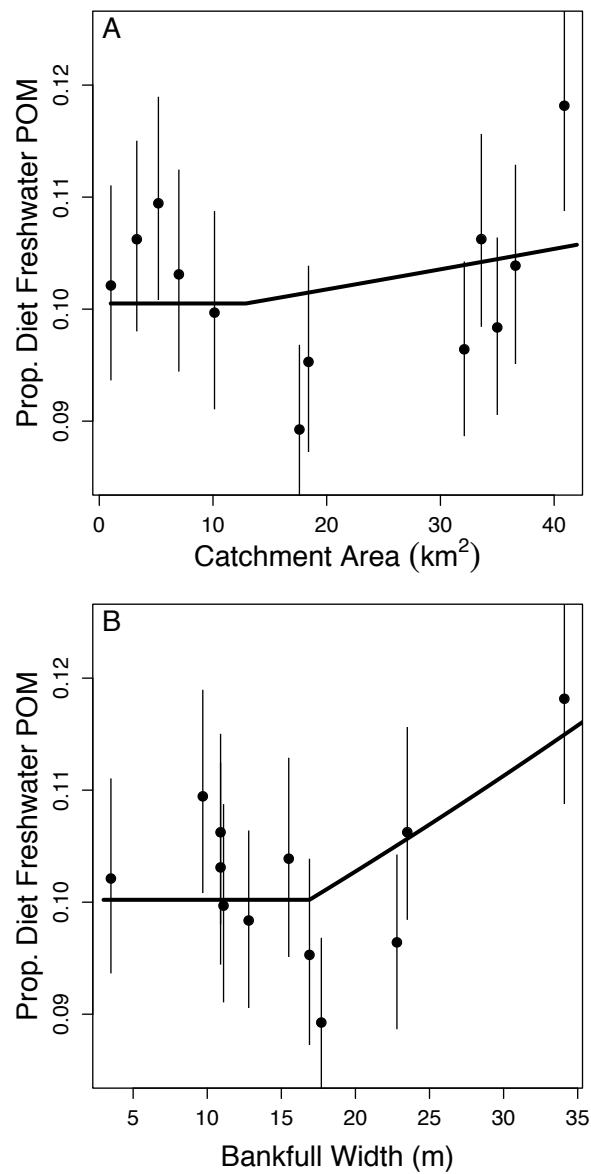 A
Prop. Diet Freshwater POM
0.09
0.10
0.11
0.12
0 10 20 30 40
Catchment Area (km²)
B
Prop. Diet Freshwater POM
0.09
0.10
0.11
0.12
5 10 15 20 25 30 35
Bankfull Width (m)